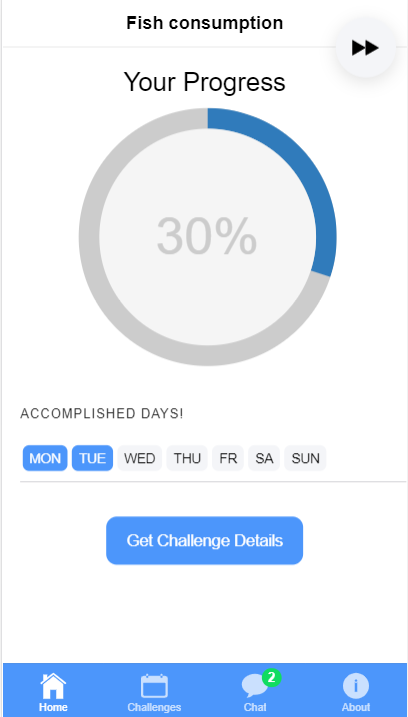 Fish consumption
Your Progress
30%
ACCOMPLISHED DAYS!
MON TUE WED THU FR SA SUN
Get Challenge Details
2
Home Challenges Chat About